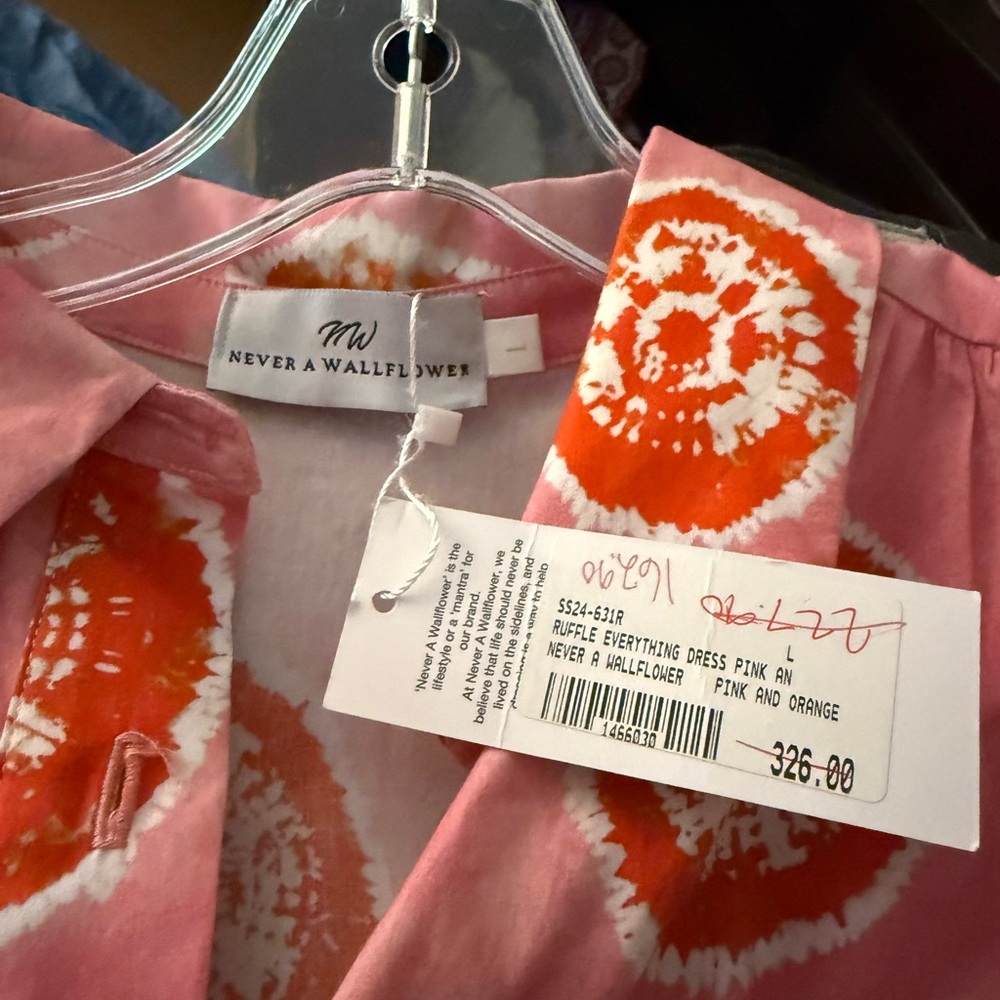 NW
NEVER A WALLFLOWER
L
'Never A Wallflower' is the
lifestyle or a 'mantra' for
our brand.
At Never A Wallflower, we
believe that life should never be
lived on the sidelines, and
162.90
227.90
SS24-631R
L
RUFFLE EVERYTHING DRESS PINK AN
NEVER A WALLFLOWER PINK AND ORANGE
1466030
326.00